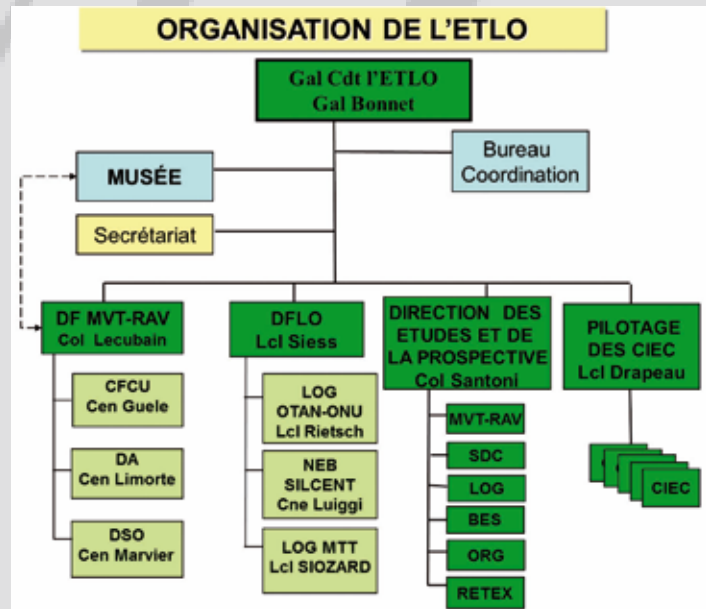 ORGANISATION DE L'ETLO
Gal Cdt l'ETLO
Gal Bonnet
Bureau
Coordination
MUSÉE
Secrétariat
DF MVT-RAV
Col Lecubain
DFLO
Lcl Siess
DIRECTION DES
ETUDES ET DE
LA PROSPECTIVE
Col Santoni
PILOTAGE
DES CIEC
Lcl Drapeau
CFCU
Cen Guele
DA
Cen Limorte
DSO
Cen Marvier
LOG
OTAN-ONU
Lcl Rietsch
NEB
SILCENT
Cne Luiggi
LOG MTT
Lcl SIOZARD
MVT-RAV
SDC
LOG
BES
ORG
RETEX
CIEC